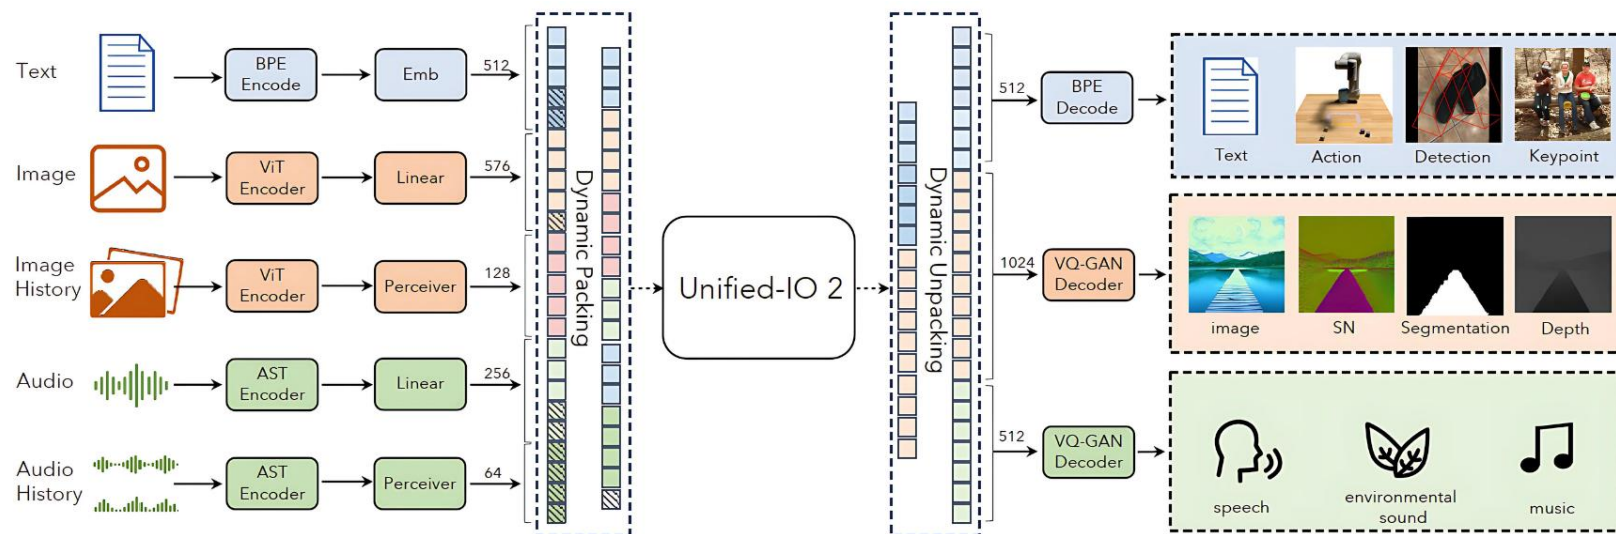 Text
BPE
Encode
Emb
512
Image
ViT
Encoder
Linear
576
Image
History
ViT
Encoder
Perceiver
128
Audio
AST
Encoder
Linear
256
Audio
History
AST
Encoder
Perceiver
64
Dynamic Packing
Unified-IO 2
Dynamic Unpacking
512
BPE
Decode
Text
Action
Detection
Keypoint
1024
VQ-GAN
Decoder
image
SN
Segmentation
Depth
512
VQ-GAN
Decoder
speech
environmental
sound
music